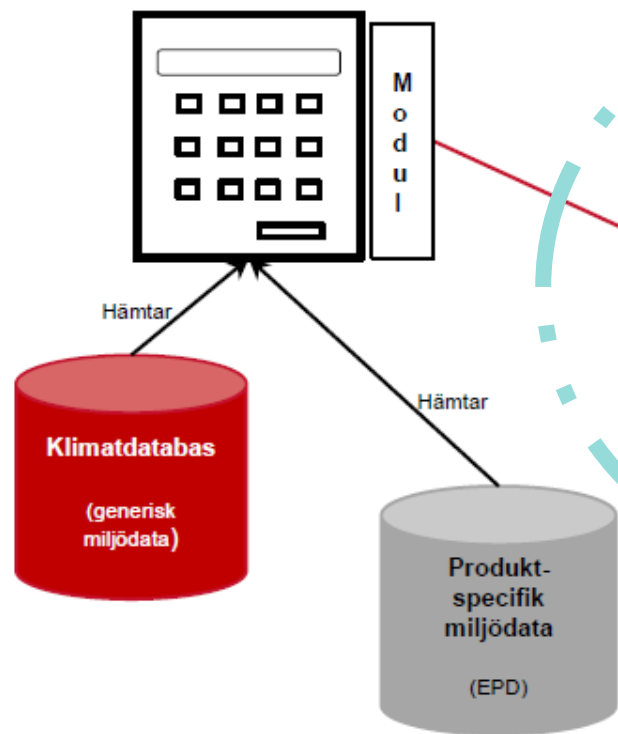 M
o
d
u
l
Hämtar
Hämtar
Klimatdatabas
(generisk
miljödata)
Produkt-
specifik
miljödata
(EPD)